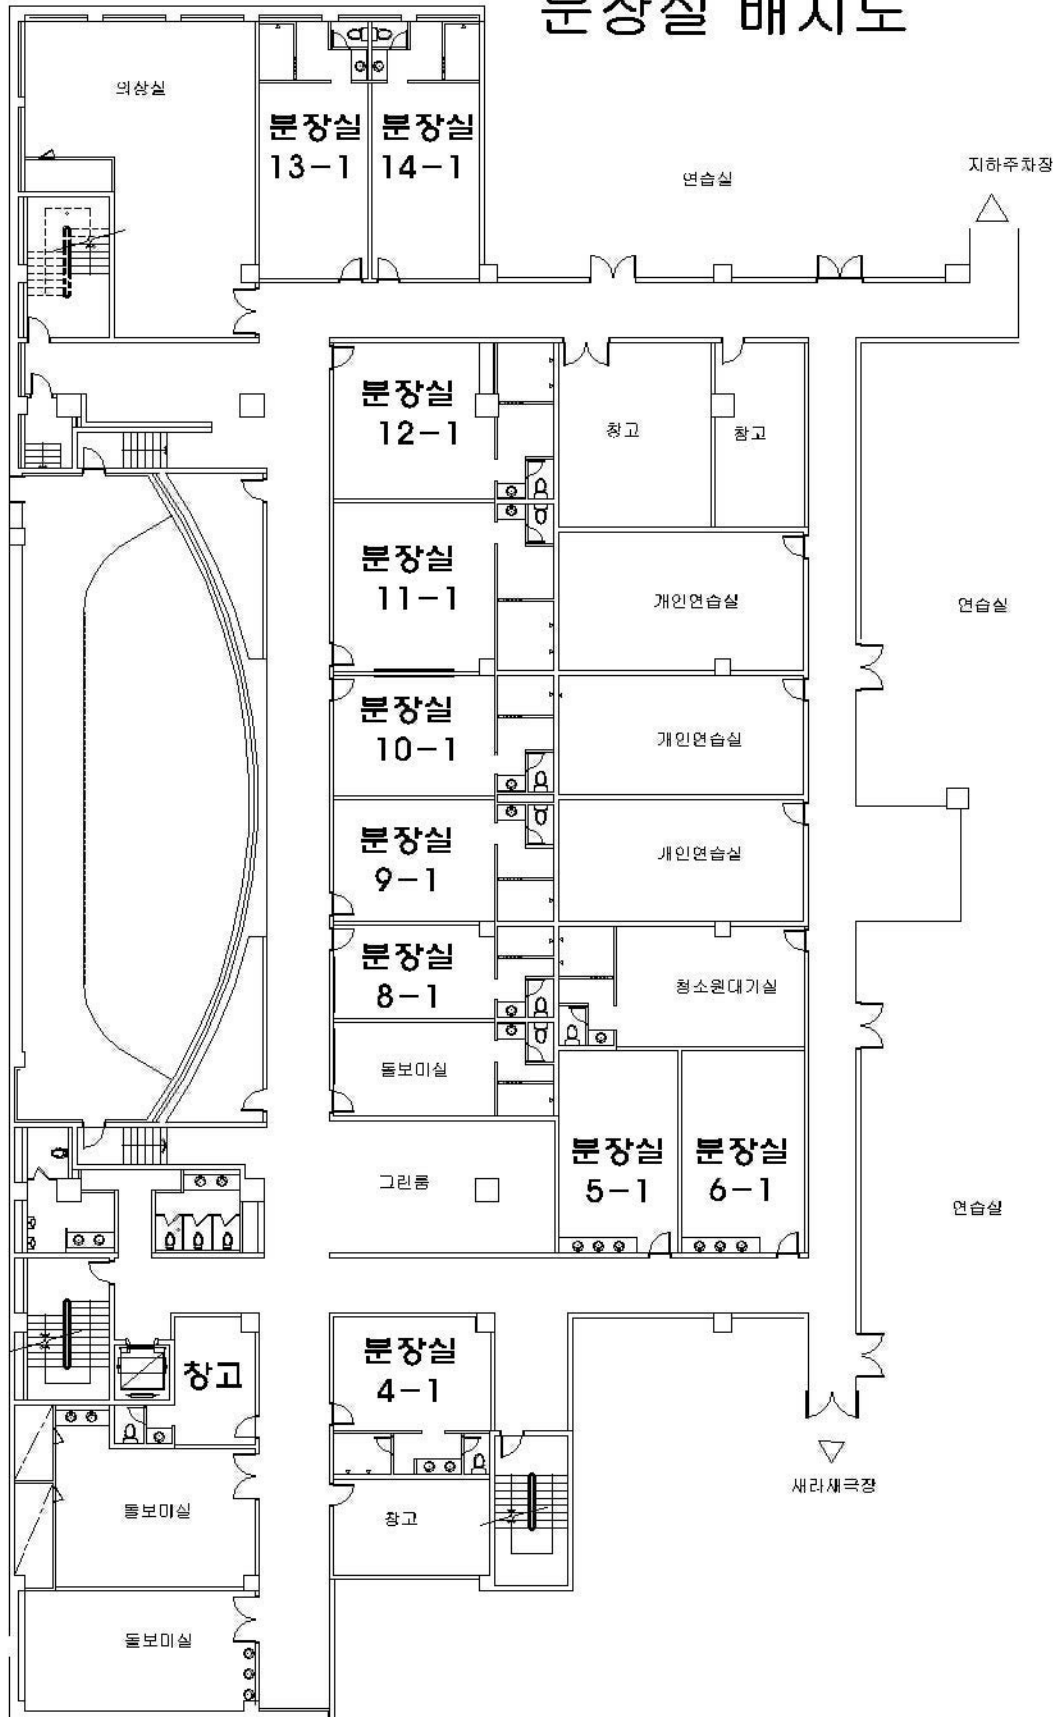 분장실 배치도
의상실
분장실
13-1
분장실
14-1
연습실
지하주차장
분장실
12-1
창고
창고
분장실
11-1
개인연습실
연습실
분장실
10-1
개인연습실
분장실
9-1
개인연습실
분장실
8-1
청소원대기실
돌보미실
그린룸
분장실
5-1
분장실
6-1
연습실
창고
분장실
4-1
새라새극장
돌보미실
창고
돌보미실